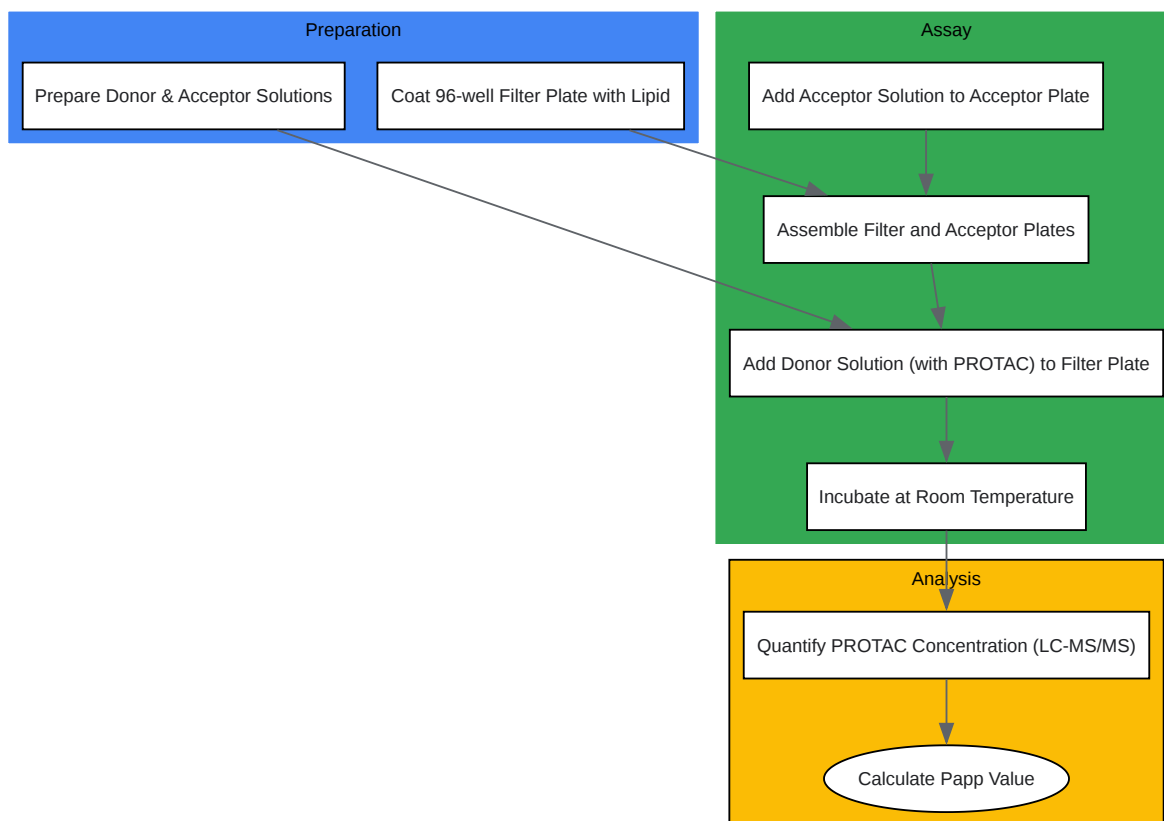 Preparation
Prepare Donor & Acceptor Solutions
Coat 96-well Filter Plate with Lipid
Assay
Add Acceptor Solution to Acceptor Plate
Assemble Filter and Acceptor Plates
Add Donor Solution (with PROTAC) to Filter Plate
Incubate at Room Temperature
Analysis
Quantify PROTAC Concentration (LC-MS/MS)
Calculate Papp Value